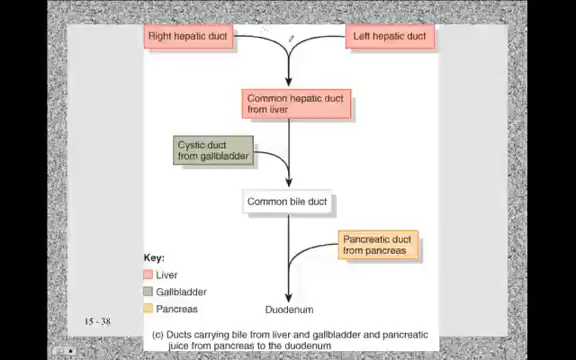 Right hepatic duct
Left hepatic duct
Common hepatic duct
from liver
Cystic duct
from gallbladder
Common bile duct
Pancreatic duct
from pancreas
Key:
Liver
Gallbladder
Pancreas
Duodenum
15 - 38
(c) Ducts carrying bile from liver and gallbladder and pancreatic
juice from pancreas to the duodenum